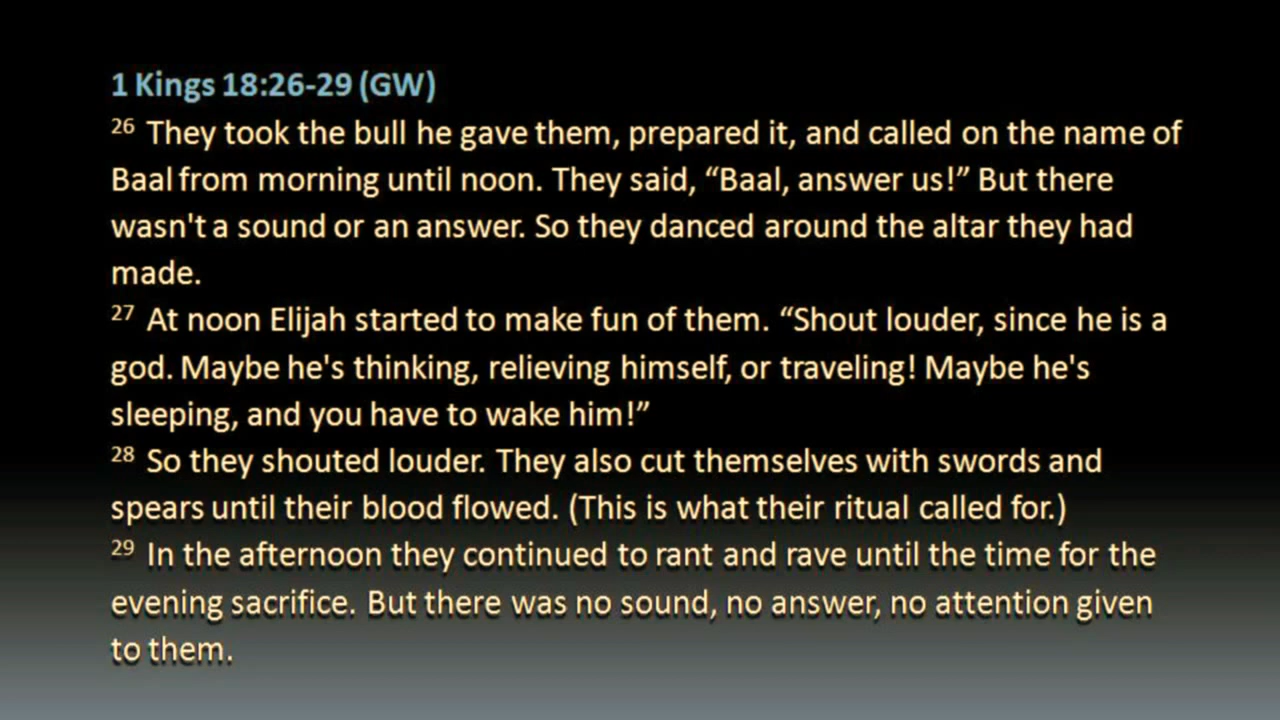 1 Kings 18:26-29 (GW)
26 They took the bull he gave them, prepared it, and called on the name of
Baal from morning until noon. They said, “Baal, answer us!” But there
wasn't a sound or an answer. So they danced around the altar they had
made.
27 At noon Elijah started to make fun of them. “Shout louder, since he is a
god. Maybe he's thinking, relieving himself, or traveling! Maybe he's
sleeping, and you have to wake him!”
28 So they shouted louder. They also cut themselves with swords and
spears until their blood flowed. (This is what their ritual called for.)
29 In the afternoon they continued to rant and rave until the time for the
evening sacrifice. But there was no sound, no answer, no attention given
to them.